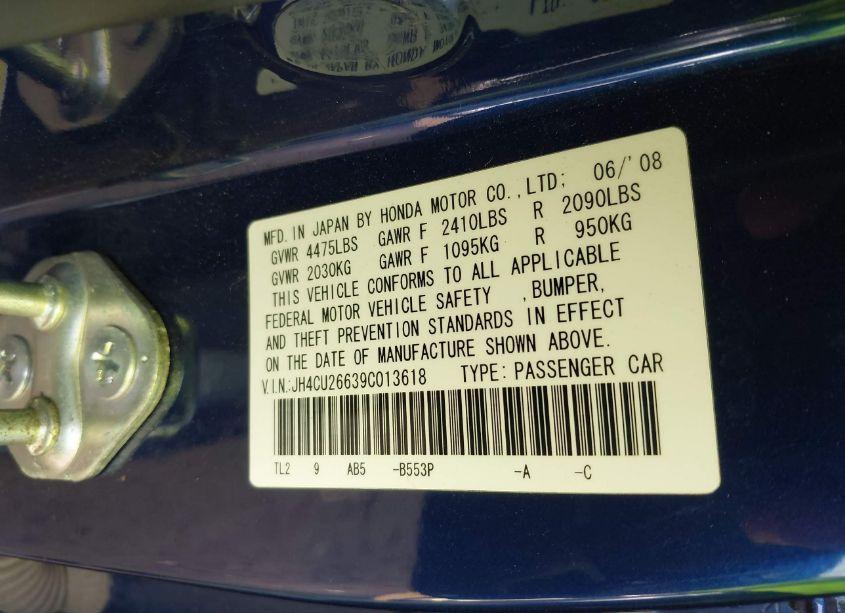 MFD. IN JAPAN BY HONDA MOTOR CO.,LTD; 06/'08
GVWR 4475LBS GAWR F 2410LBS R 2090LBS
GVWR 2030KG GAWR F 1095KG R 950KG
THIS VEHICLE CONFORMS TO ALL APPLICABLE
FEDERAL MOTOR VEHICLE SAFETY ,BUMPER,
AND THEFT PREVENTION STANDARDS IN EFFECT
ON THE DATE OF MANUFACTURE SHOWN ABOVE.
V.I.N.:JH4CU26639C013618 TYPE:PASSENGER CAR
TL2 9 AB5 -B553P -A -C